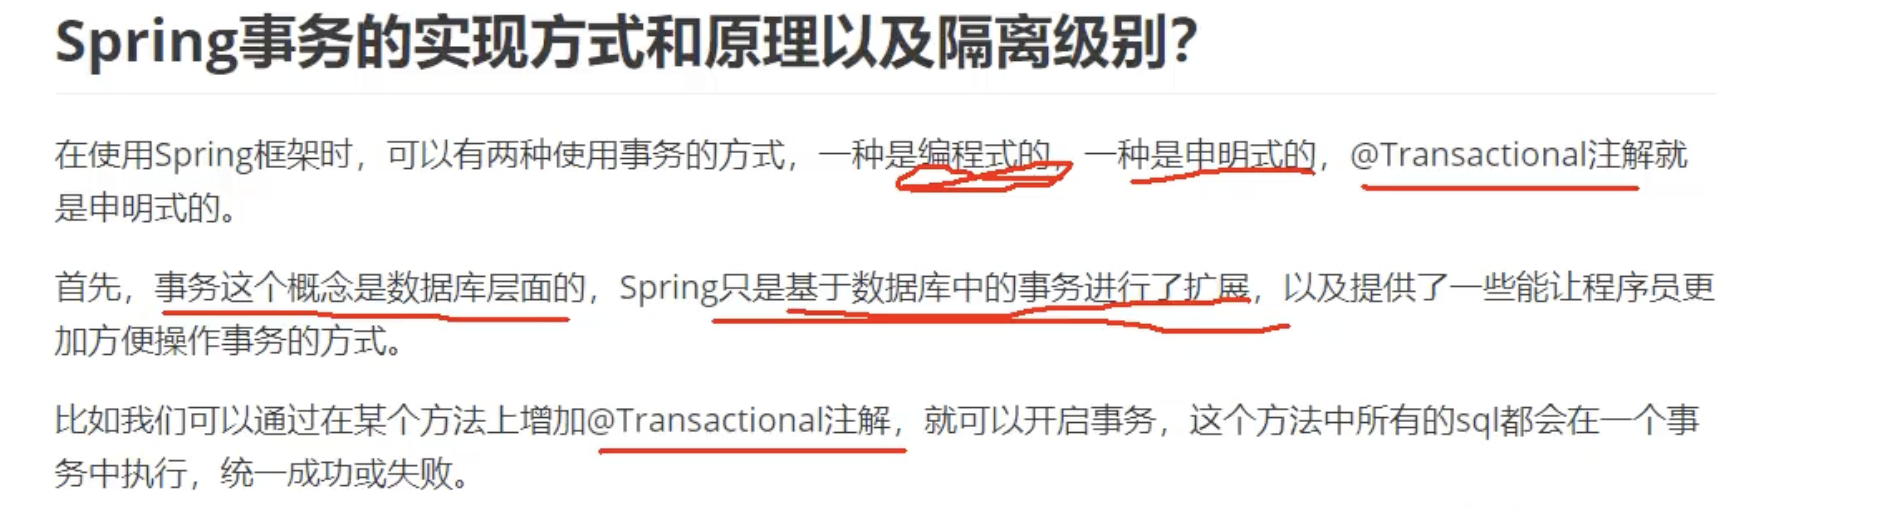 Spring事务的实现方式和原理以及隔离级别?
在使用Spring框架时，可以有两种使用事务的方式，一种是编程式的，一种是申明式的，@Transactional注解就
是申明式的。
首先，事务这个概念是数据库层面的，Spring只是基于数据库中的事务进行了扩展，以及提供了一些能让程序员更
加方便操作事务的方式。
比如我们可以通过在某个方法上增加@Transactional注解，就可以开启事务，这个方法中所有的sql都会在一个事
务中执行，统一成功或失败。